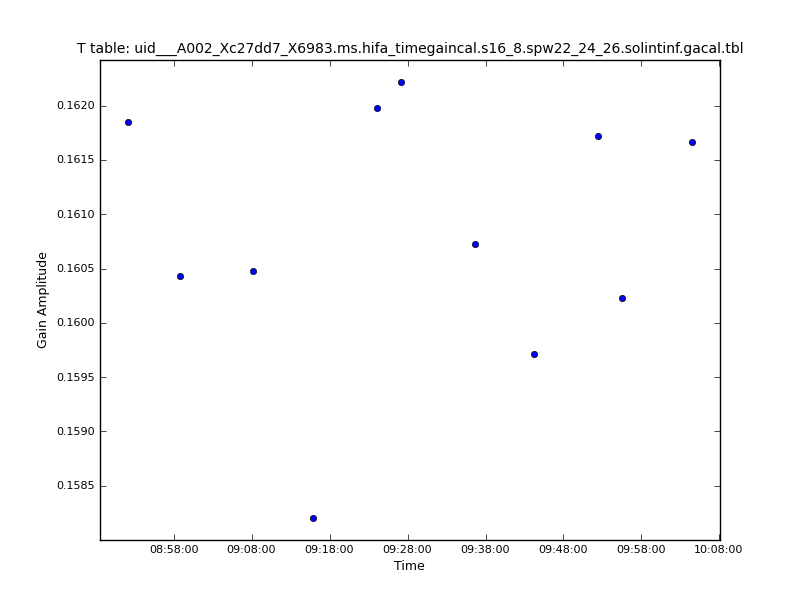 T table: uid___A002_Xc27dd7_X6983.ms.hifa_timegaincal.s16_8.spw22_24_26.solintinf.gacal.tbl
0.1620
0.1615
0.1610
0.1605
0.1600
0.1595
0.1590
0.1585
Gain Amplitude
08:58:00 09:08:00 09:18:00 09:28:00 09:38:00 09:48:00 09:58:00 10:08:00
Time